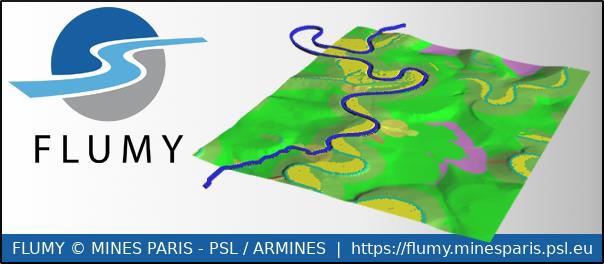 FLUMY
FLUMY © MINES PARIS - PSL / ARMINES | https://flumy.minesparis.psl.eu